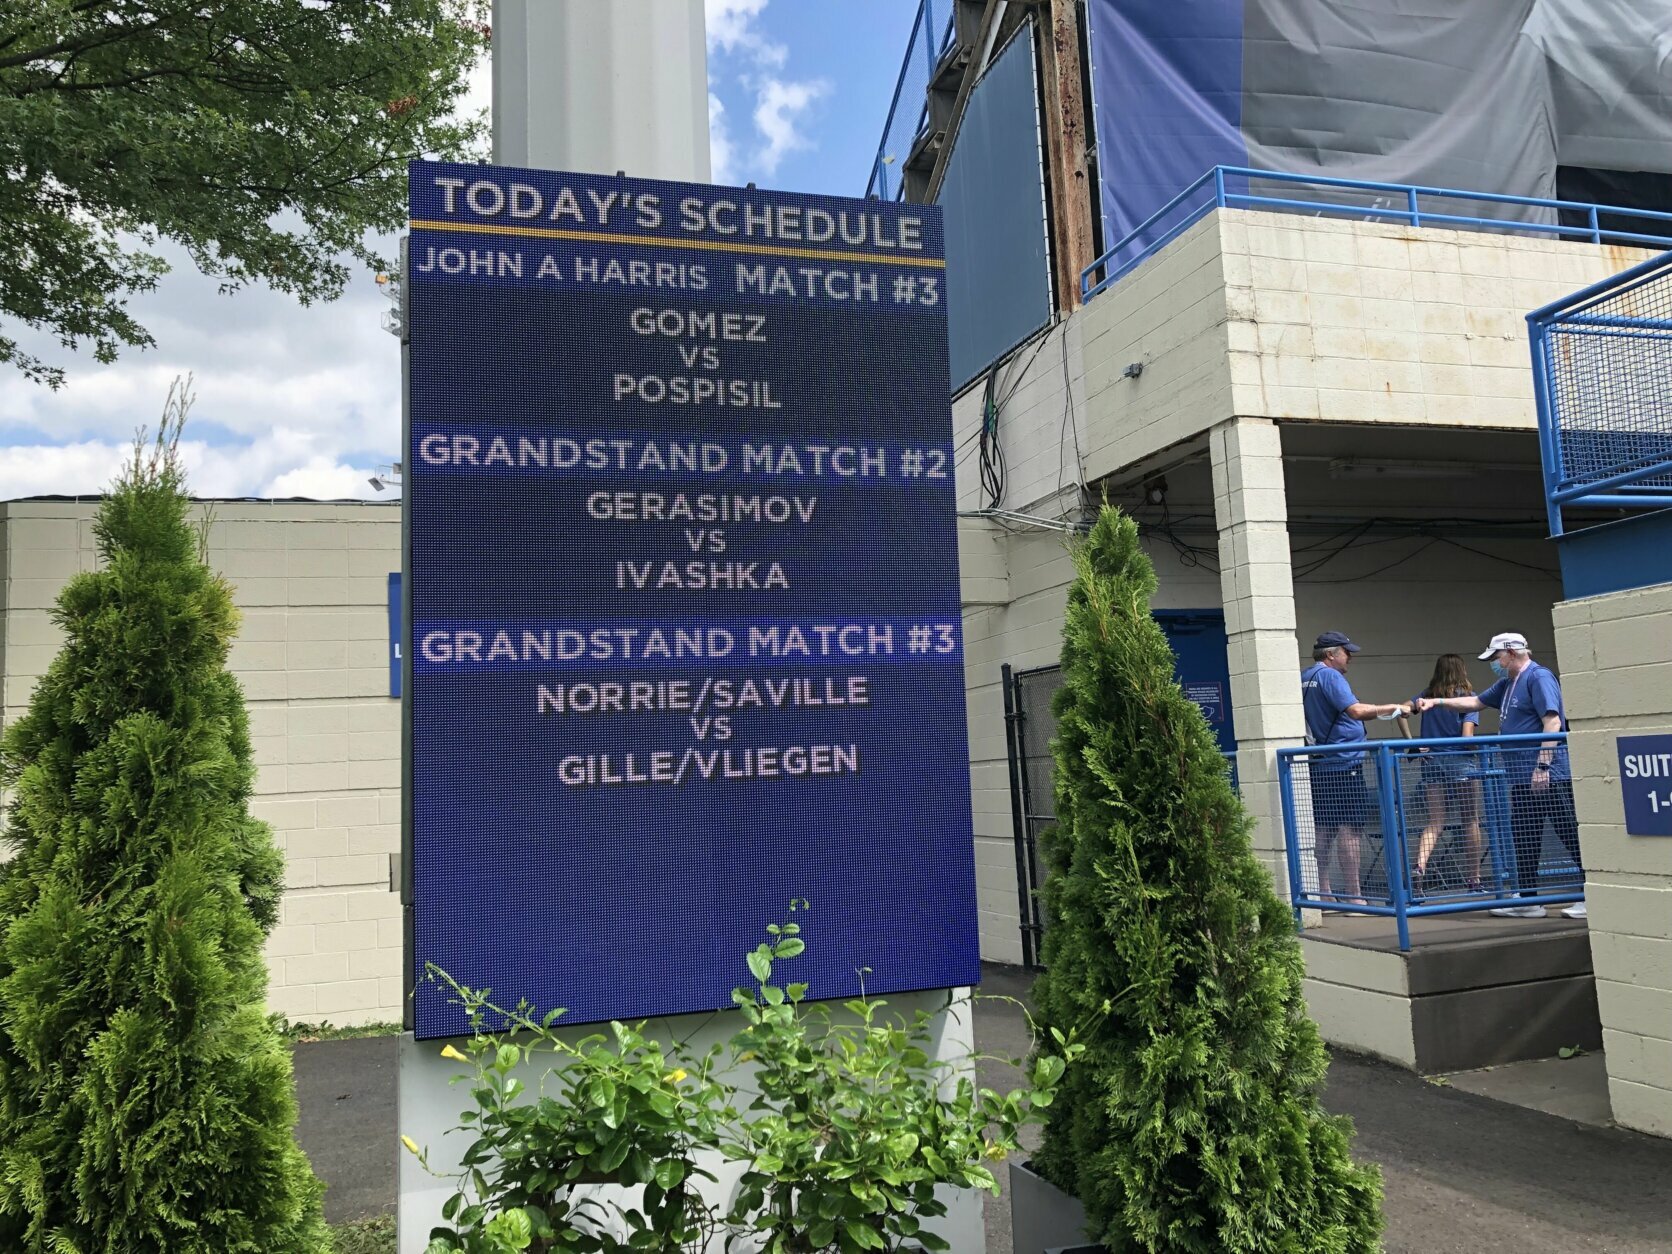 TODAY'S SCHEDULE
JOHN A HARRIS MATCH #3
GOMEZ
VS
POSPISIL
GRANDSTAND MATCH #2
GERASIMOV
VS
IVASHKA
GRANDSTAND MATCH #3
NORRIE/SAVILLE
VS
GILLE/VLIEGEN